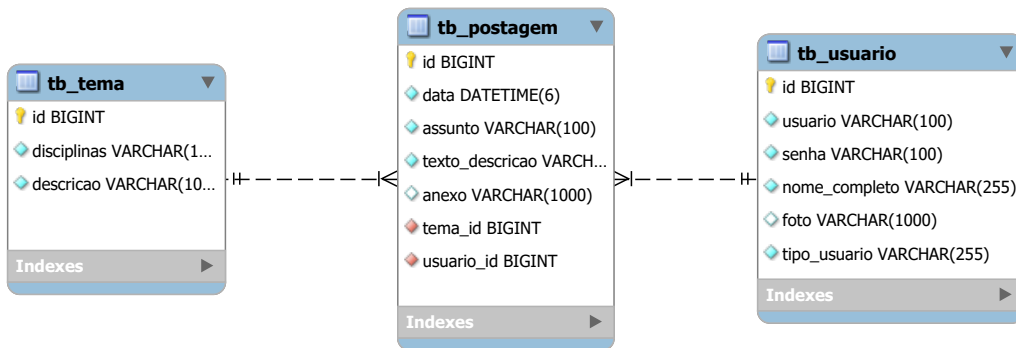 tb_tema
id BIGINT
disciplinas VARCHAR(1...
descricao VARCHAR(10...
Indexes
tb_postagem
id BIGINT
data DATETIME(6)
assunto VARCHAR(100)
texto_descricao VARCH...
anexo VARCHAR(1000)
tema_id BIGINT
usuario_id BIGINT
Indexes
tb_usuario
id BIGINT
usuario VARCHAR(100)
senha VARCHAR(100)
nome_completo VARCHAR(255)
foto VARCHAR(1000)
tipo_usuario VARCHAR(255)
Indexes